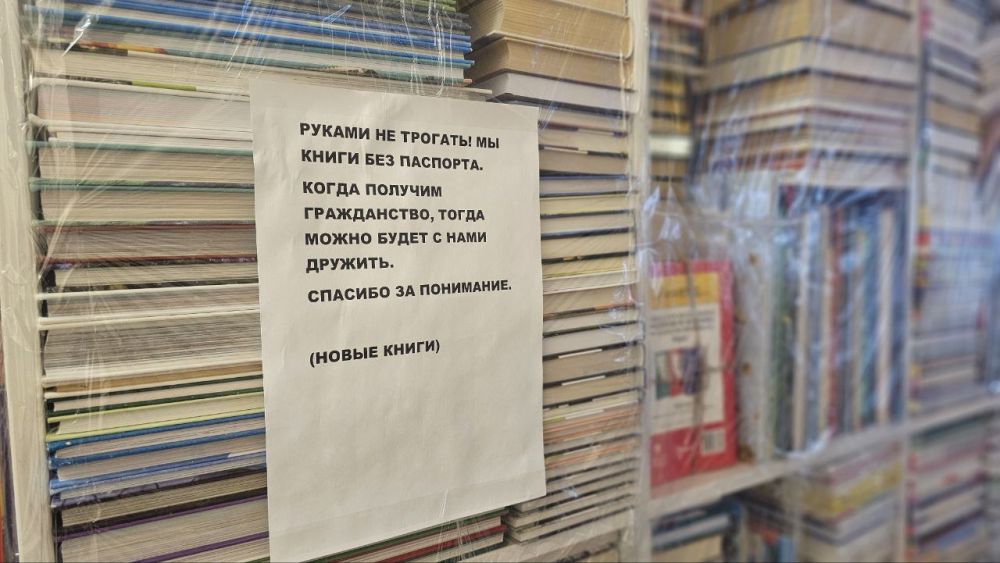 РУКАМИ НЕ ТРОГАТЬ! МЫ
КНИГИ БЕЗ ПАСПОРТА.
КОГДА ПОЛУЧИМ
ГРАЖДАНСТВО, ТОГДА
МОЖНО БУДЕТ С НАМИ
ДРУЖИТЬ.
СПАСИБО ЗА ПОНИМАНИЕ.
(НОВЫЕ КНИГИ)